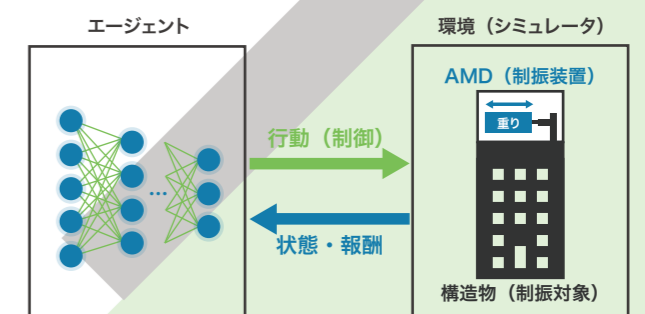 エージェント
環境（シミュレータ）
AMD（制振装置）
重り
行動（制御）
…
状態・報酬
構造物（制振対象）